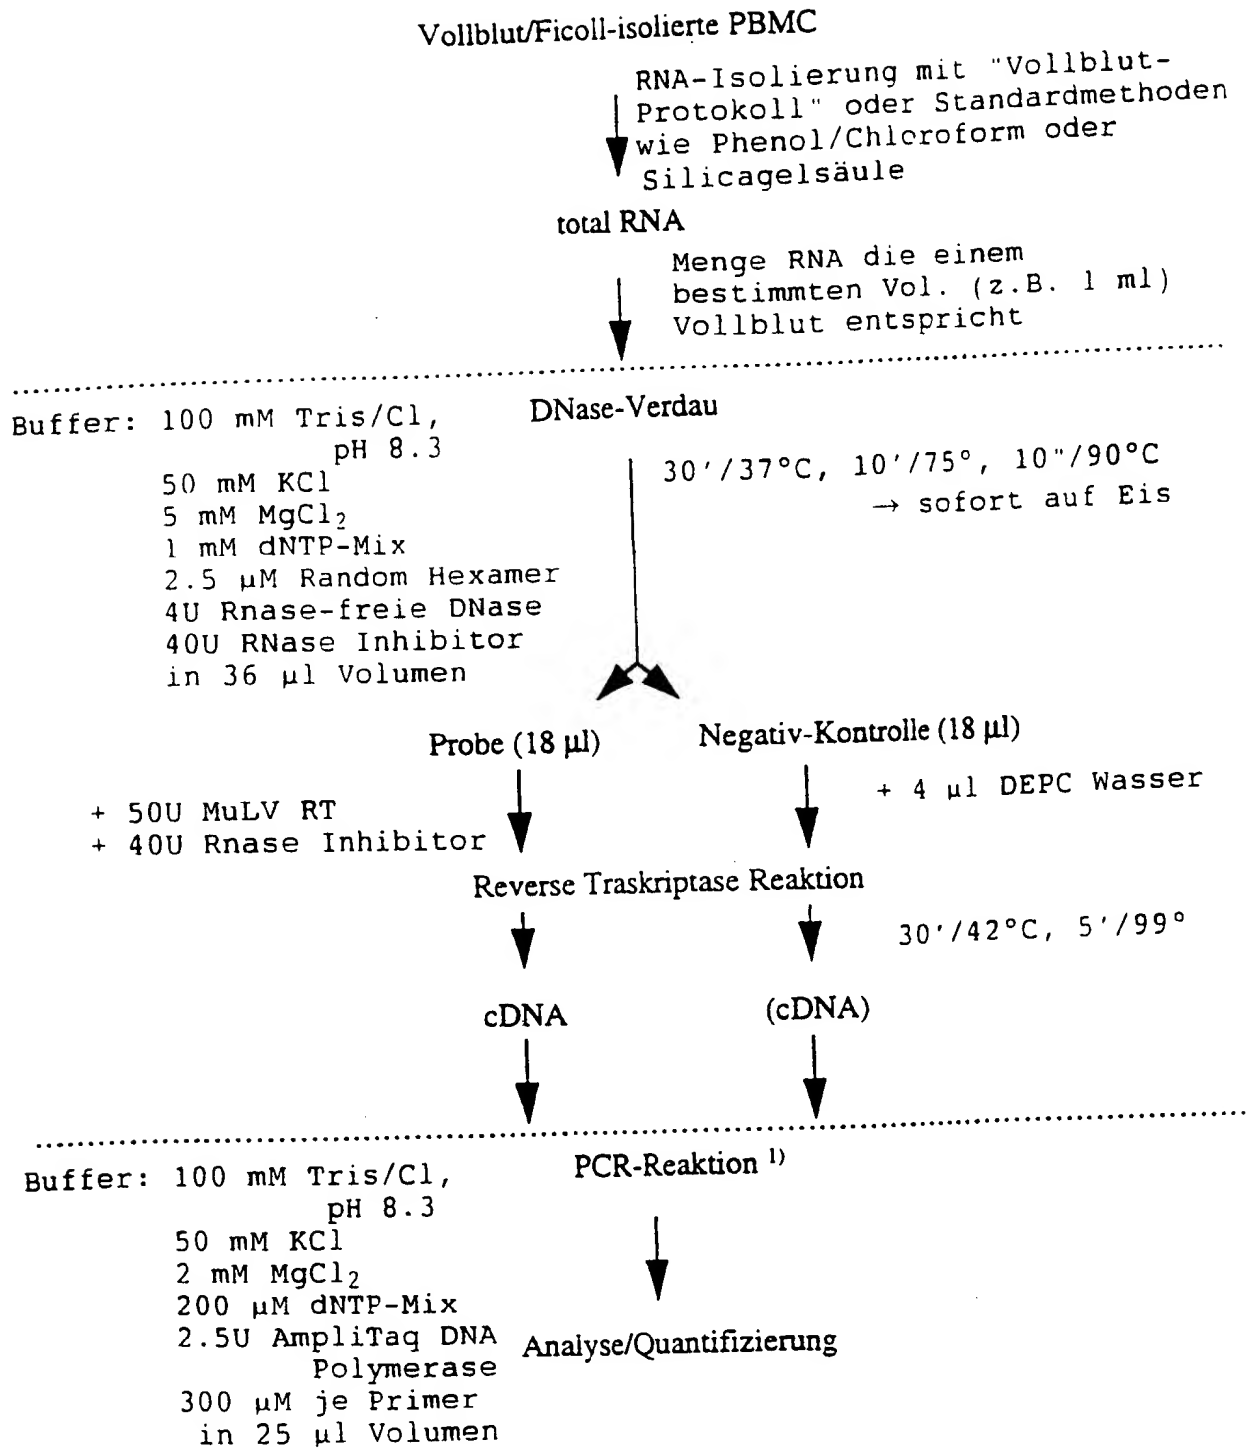 Vollblut/Ficoll-isolierte PBMC
RNA-Isolierung mit "Vollblut-
Protokoll" oder Standardmethoden
wie Phenol/Chloroform oder
Silicagelsäule
total RNA
Menge RNA die einem
bestimmten Vol. (z.B. 1 ml)
Vollblut entspricht
DNase-Verdau
Buffer: 100 mM Tris/Cl,
pH 8.3
50 mM KCl
5 mM MgCl₂
1 mM dNTP-Mix
2.5 µM Random Hexamer
4U Rnase-freie DNase
40U RNase Inhibitor
in 36 µl Volumen
30'/37°C, 10'/75°, 10"/90°C
→ sofort auf Eis
Probe (18 µl)
Negativ-Kontrolle (18 µl)
+ 50U MuLV RT
+ 40U Rnase Inhibitor
+ 4 µl DEPC Wasser
Reverse Traskriptase Reaktion
30'/42°C, 5'/99°
cDNA
(cDNA)
PCR-Reaktion ¹⁾
Buffer: 100 mM Tris/Cl,
pH 8.3
50 mM KCl
2 mM MgCl₂
200 µM dNTP-Mix
2.5U AmpliTaq DNA
Polymerase
300 µM je Primer
in 25 µl Volumen
Analyse/Quantifizierung